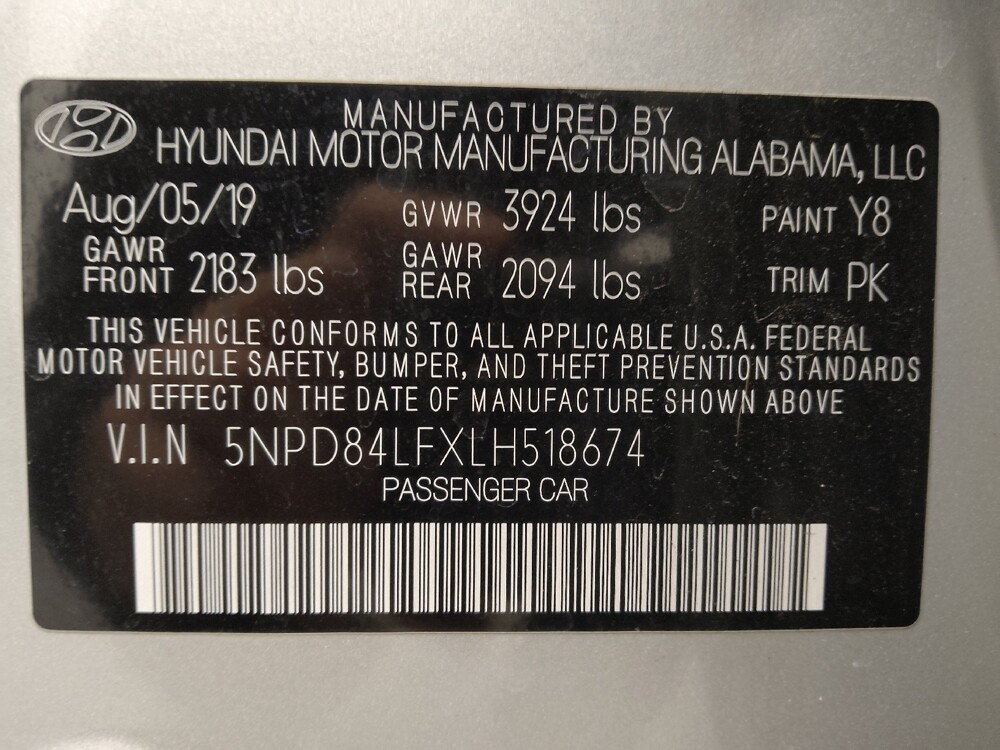 MANUFACTURED BY
HYUNDAI MOTOR MANUFACTURING ALABAMA, LLC
Aug/05/19 GVWR 3924 lbs PAINT Y8
GAWR FRONT 2183 lbs GAWR REAR 2094 lbs TRIM PK
THIS VEHICLE CONFORMS TO ALL APPLICABLE U.S.A. FEDERAL
MOTOR VEHICLE SAFETY, BUMPER, AND THEFT PREVENTION STANDARDS
IN EFFECT ON THE DATE OF MANUFACTURE SHOWN ABOVE
V.I.N 5NPD84LFXLH518674
PASSENGER CAR